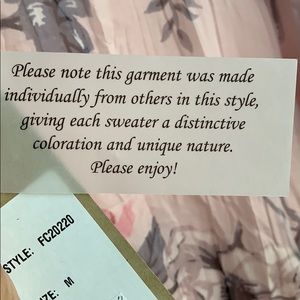 Please note this garment was made
individually from others in this style,
giving each sweater a distinctive
coloration and unique nature.
Please enjoy!
STYLE: FC20220
ZE: M